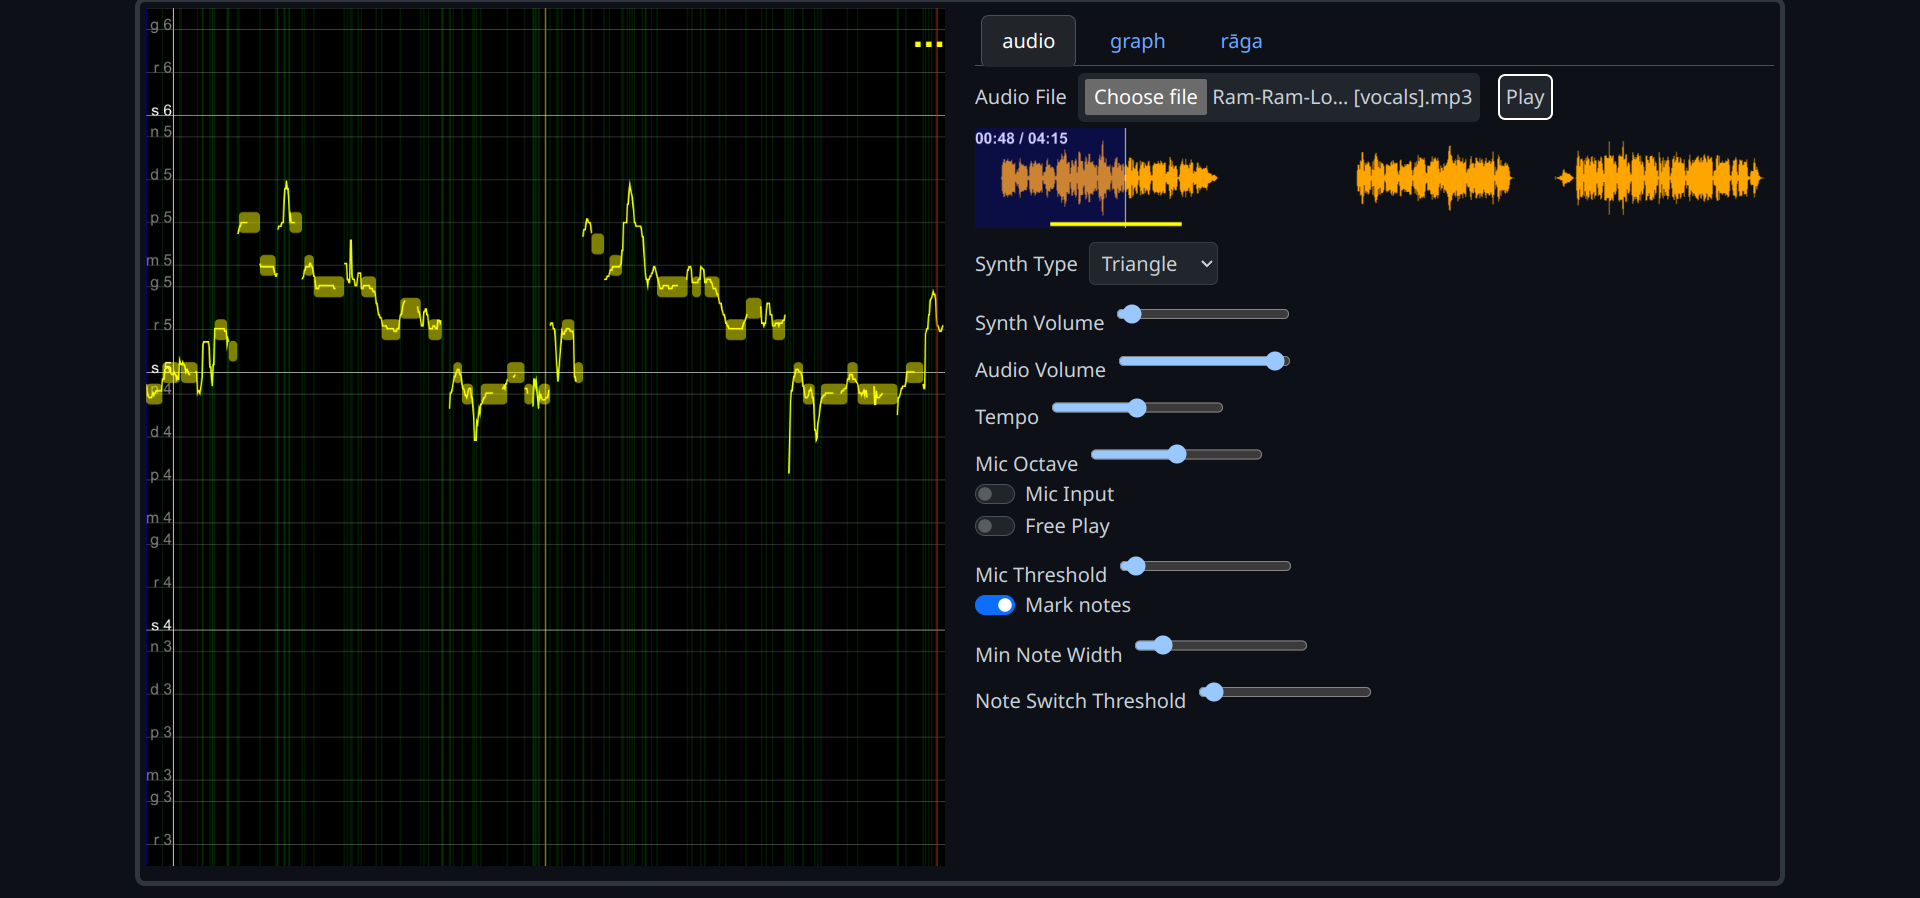 g 6
r 6
s 6
n 5
d 5
p 5
m 5
g 5
r 5
s 5
n 4
d 4
p 4
m 4
g 4
r 4
s 4
n 3
d 3
p 3
m 3
g 3
r 3
audio graph rāga
Audio File Choose file Ram-Ram-Lo... [vocals].mp3 Play
00:48 / 04:15
Synth Type Triangle
Synth Volume
Audio Volume
Tempo
Mic Octave
Mic Input
Free Play
Mic Threshold
Mark notes
Min Note Width
Note Switch Threshold